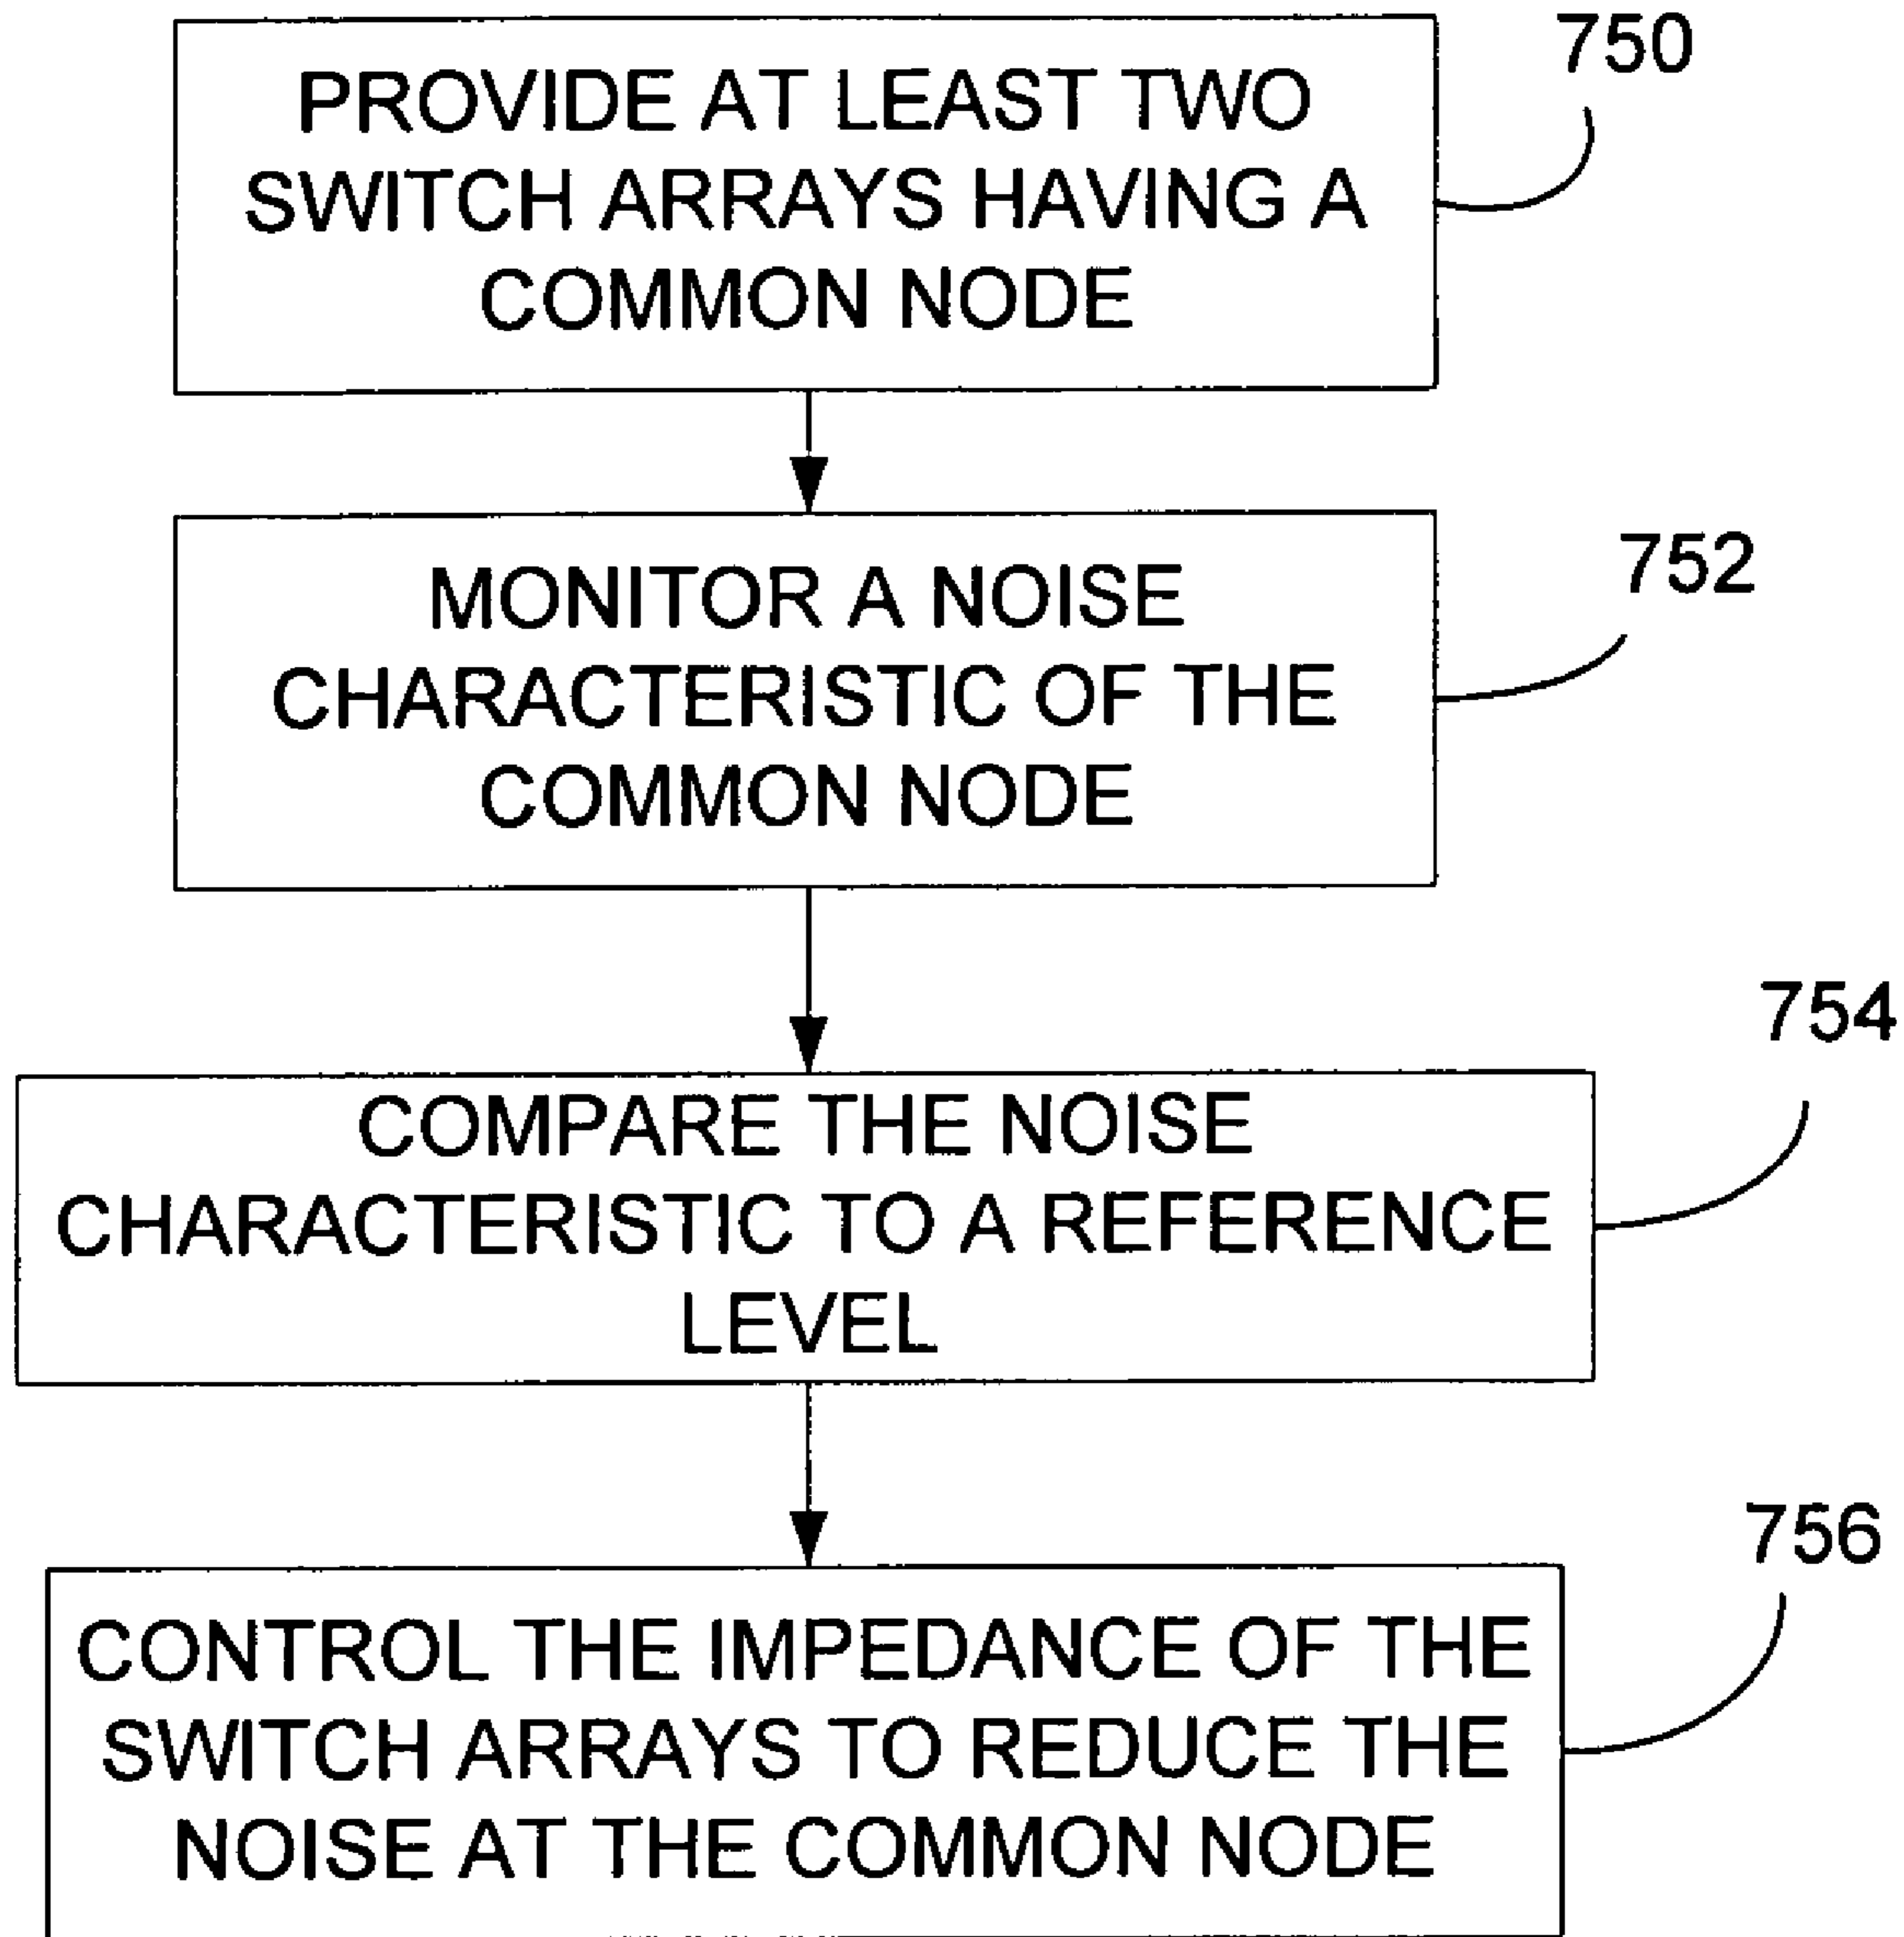 750
PROVIDE AT LEAST TWO
SWITCH ARRAYS HAVING A
COMMON NODE
752
MONITOR A NOISE
CHARACTERISTIC OF THE
COMMON NODE
754
COMPARE THE NOISE
CHARACTERISTIC TO A REFERENCE
LEVEL
756
CONTROL THE IMPEDANCE OF THE
SWITCH ARRAYS TO REDUCE THE
NOISE AT THE COMMON NODE